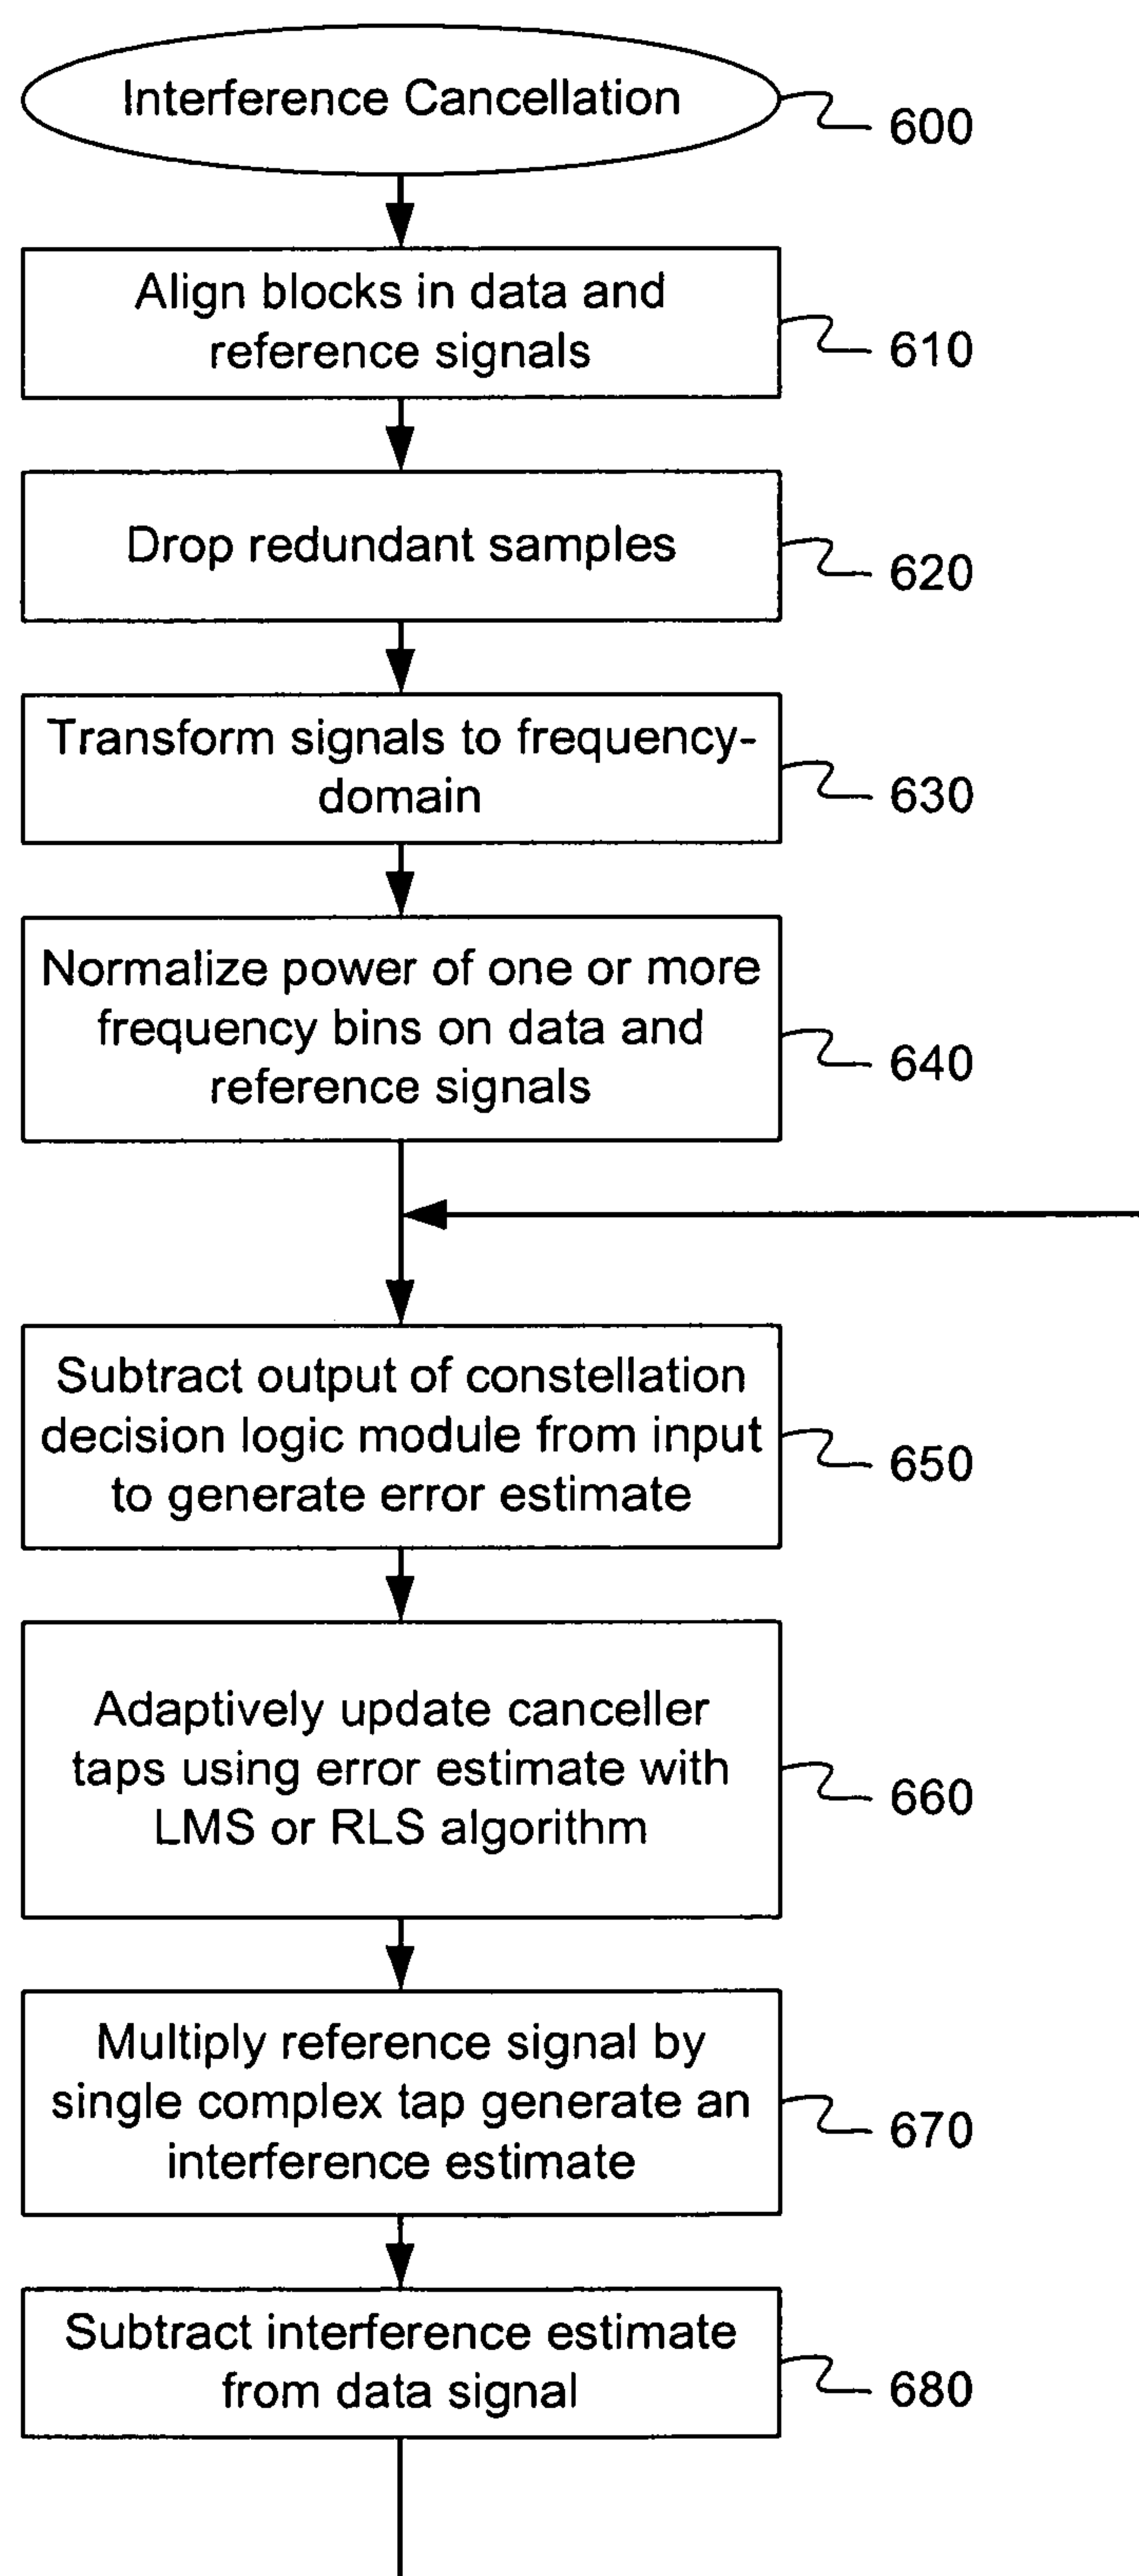 Interference Cancellation
600
Align blocks in data and
reference signals
610
Drop redundant samples
620
Transform signals to frequency-
domain
630
Normalize power of one or more
frequency bins on data and
reference signals
640
Subtract output of constellation
decision logic module from input
to generate error estimate
650
Adaptively update canceller
taps using error estimate with
LMS or RLS algorithm
660
Multiply reference signal by
single complex tap generate an
interference estimate
670
Subtract interference estimate
from data signal
680